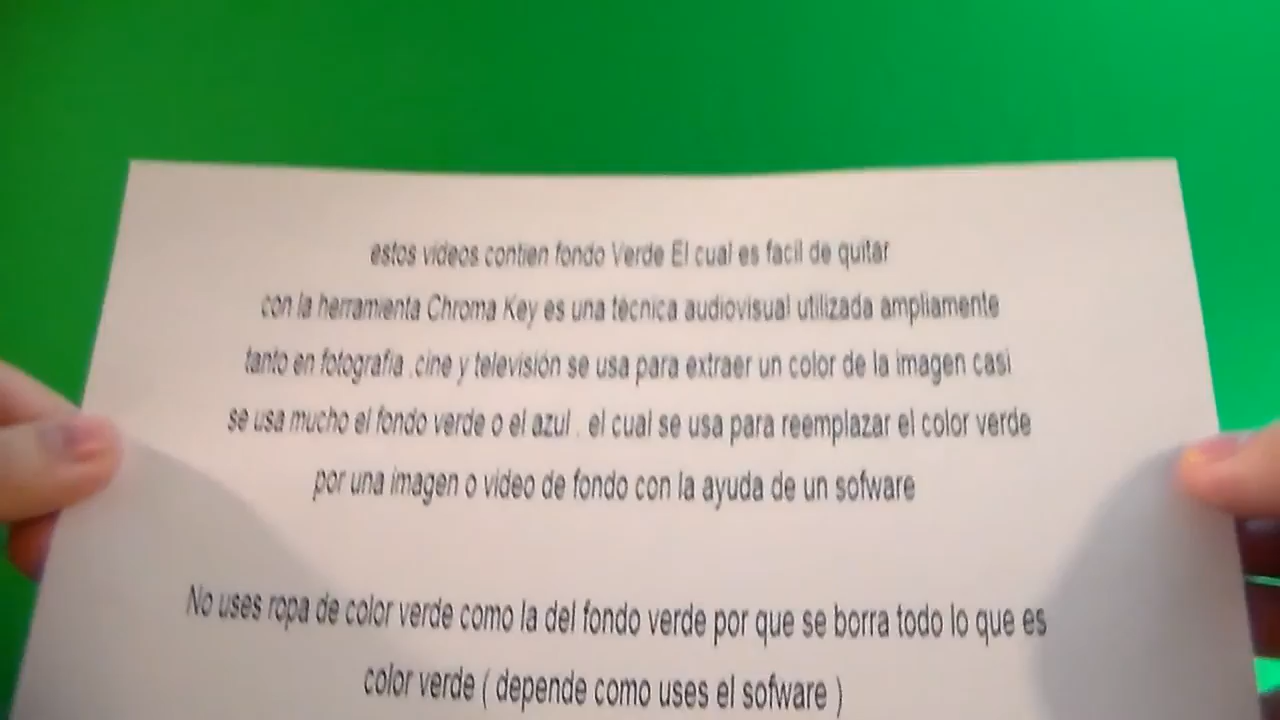 estos videos contien fondo Verde El cual es facil de quitar
con la herramienta Chroma Key es una técnica audiovisual utilizada ampliamente
tanto en fotografía ,cine y televisión se usa para extraer un color de la imagen casi
se usa mucho el fondo verde o el azul . el cual se usa para reemplazar el color verde
por una imagen o video de fondo con la ayuda de un sofware
No uses ropa de color verde como la del fondo verde por que se borra todo lo que es
color verde ( depende como uses el sofware )